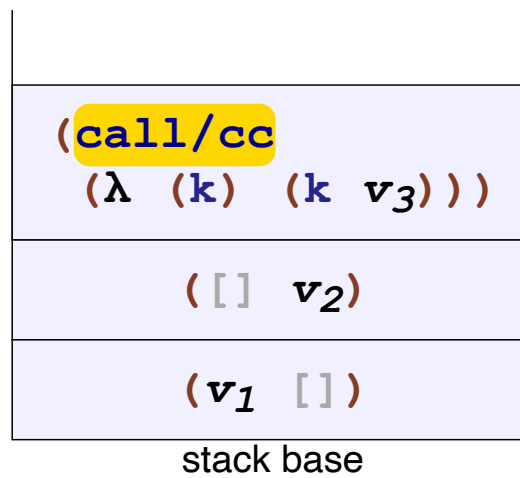 (call/cc
(λ (k) (k v3)))
([] v2)
(v1 [])
stack base